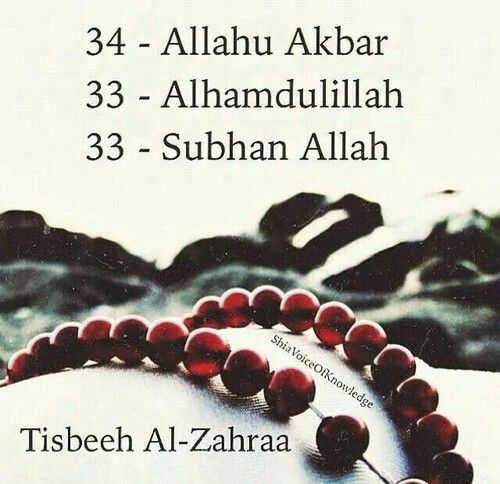 34 - Allahu Akbar
33 - Alhamdulillah
33 - Subhan Allah
ShiaVoiceOfKnowledge
Tisbeeh Al-Zahraa